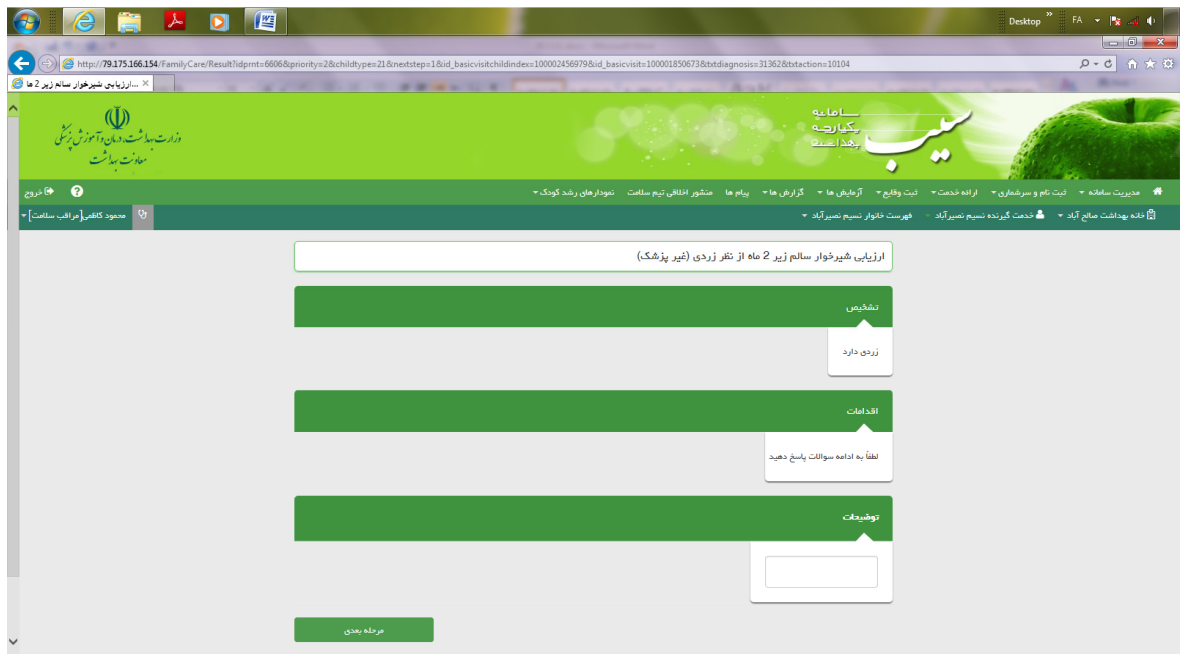 Desktop
FA
http://79.175.166.154/FamilyCare/Result?idprnt=6606&priority=2&childtype=21&nextstep=1&id_basicvisitchildindex=100002456979&id_basicvisit=100001850673&txtdiagnosis=31362&txtaction=10104
ارزیابی شیرخوار سالم زیر 2 ما...
وزارت بهداشت، درمان و آموزش پزشکی
معاونت بهداشت
سامانه
یکپارچه
بهداشت
سیب
مدیریت سامانه ثبت نام و سرشماری ارائه خدمت ثبت وقایع آزمایش ها گزارش ها پیام ها منشور اخلاقی تیم سلامت نمودارهای رشد کودک
خروج
خانه بهداشت صالح آباد خدمت گیرنده نسیم نصیرآباد فهرست خانوار نسیم نصیرآباد
محمود کاظمی[مراقب سلامت]
ارزیابی شیرخوار سالم زیر 2 ماه از نظر زردی (غیر پزشک)
تشخیص
زردی دارد
اقدامات
لطفاً به ادامه سوالات پاسخ دهید
توضیحات
مرحله بعدی